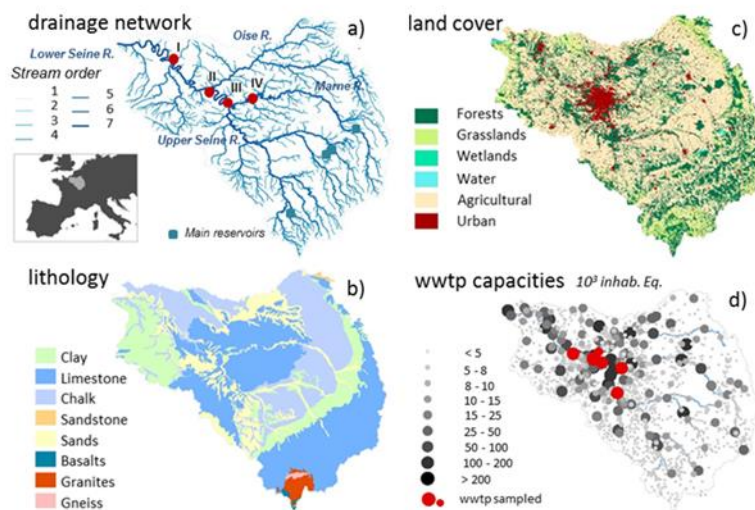 drainage network
a)
Lower Seine R.
I
Oise R.
Stream order
II
III
IV
Marne R.
1 5
2 6
3 7
4
Upper Seine R.
Main reservoirs
land cover
c)
Forests
Grasslands
Wetlands
Water
Agricultural
Urban
lithology
b)
Clay
Limestone
Chalk
Sandstone
Sands
Basalts
Granites
Gneiss
wwtp capacities 10³ inhab. Eq.
d)
< 5
5 - 8
8 - 10
10 - 15
15 - 25
25 - 50
50 - 100
100 - 200
> 200
wwtp sampled